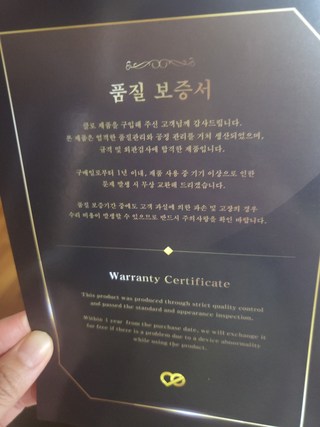 품질 보증서
광보 제품을 구입해 주신 고객님께 감사드립니다.
본 제품은 엄격한 품질관리와 공정 관리를 거쳐 생산되었으며,
규격 및 외관검사에 합격한 제품입니다.
구매일로부터 1년 이내, 제품 사용 중 기기 이상으로 인한
문제 발생 시 무상 교환해 드리겠습니다.
품질 보증기간 중에도 고객 과실에 의한 파손 및 고장의 경우
수리 비용이 발생할 수 있으므로 반드시 주의사항을 확인 바랍니다.
Warranty Certificate
This product was produced through strict quality control
and passed the standard and appearance inspection.
Within 1 year from the purchase date, we will exchange it
for free if there is a problem due to a device abnormality
while using the product.